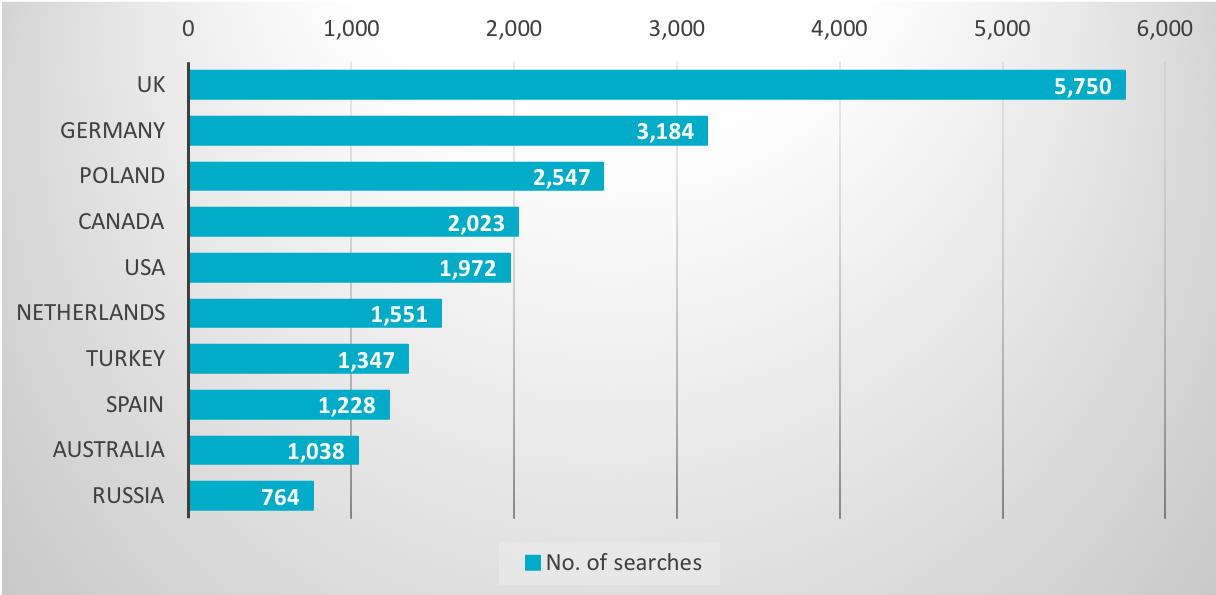 0 1,000 2,000 3,000 4,000 5,000 6,000
UK 5,750
GERMANY 3,184
POLAND 2,547
CANADA 2,023
USA 1,972
NETHERLANDS 1,551
TURKEY 1,347
SPAIN 1,228
AUSTRALIA 1,038
RUSSIA 764
No. of searches